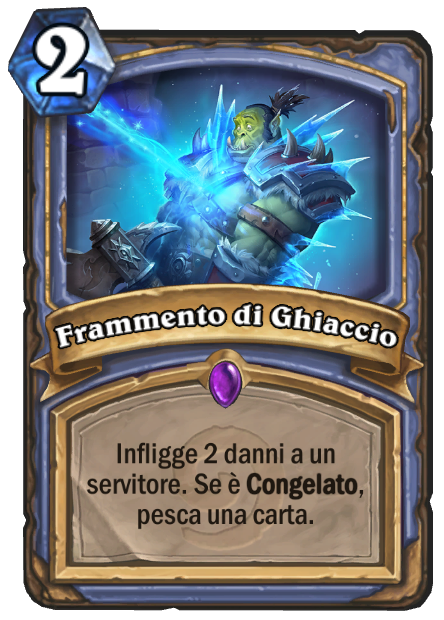 2
Frammento di Ghiaccio
Infligge 2 danni a un
servitore. Se è Congelato,
pesca una carta.